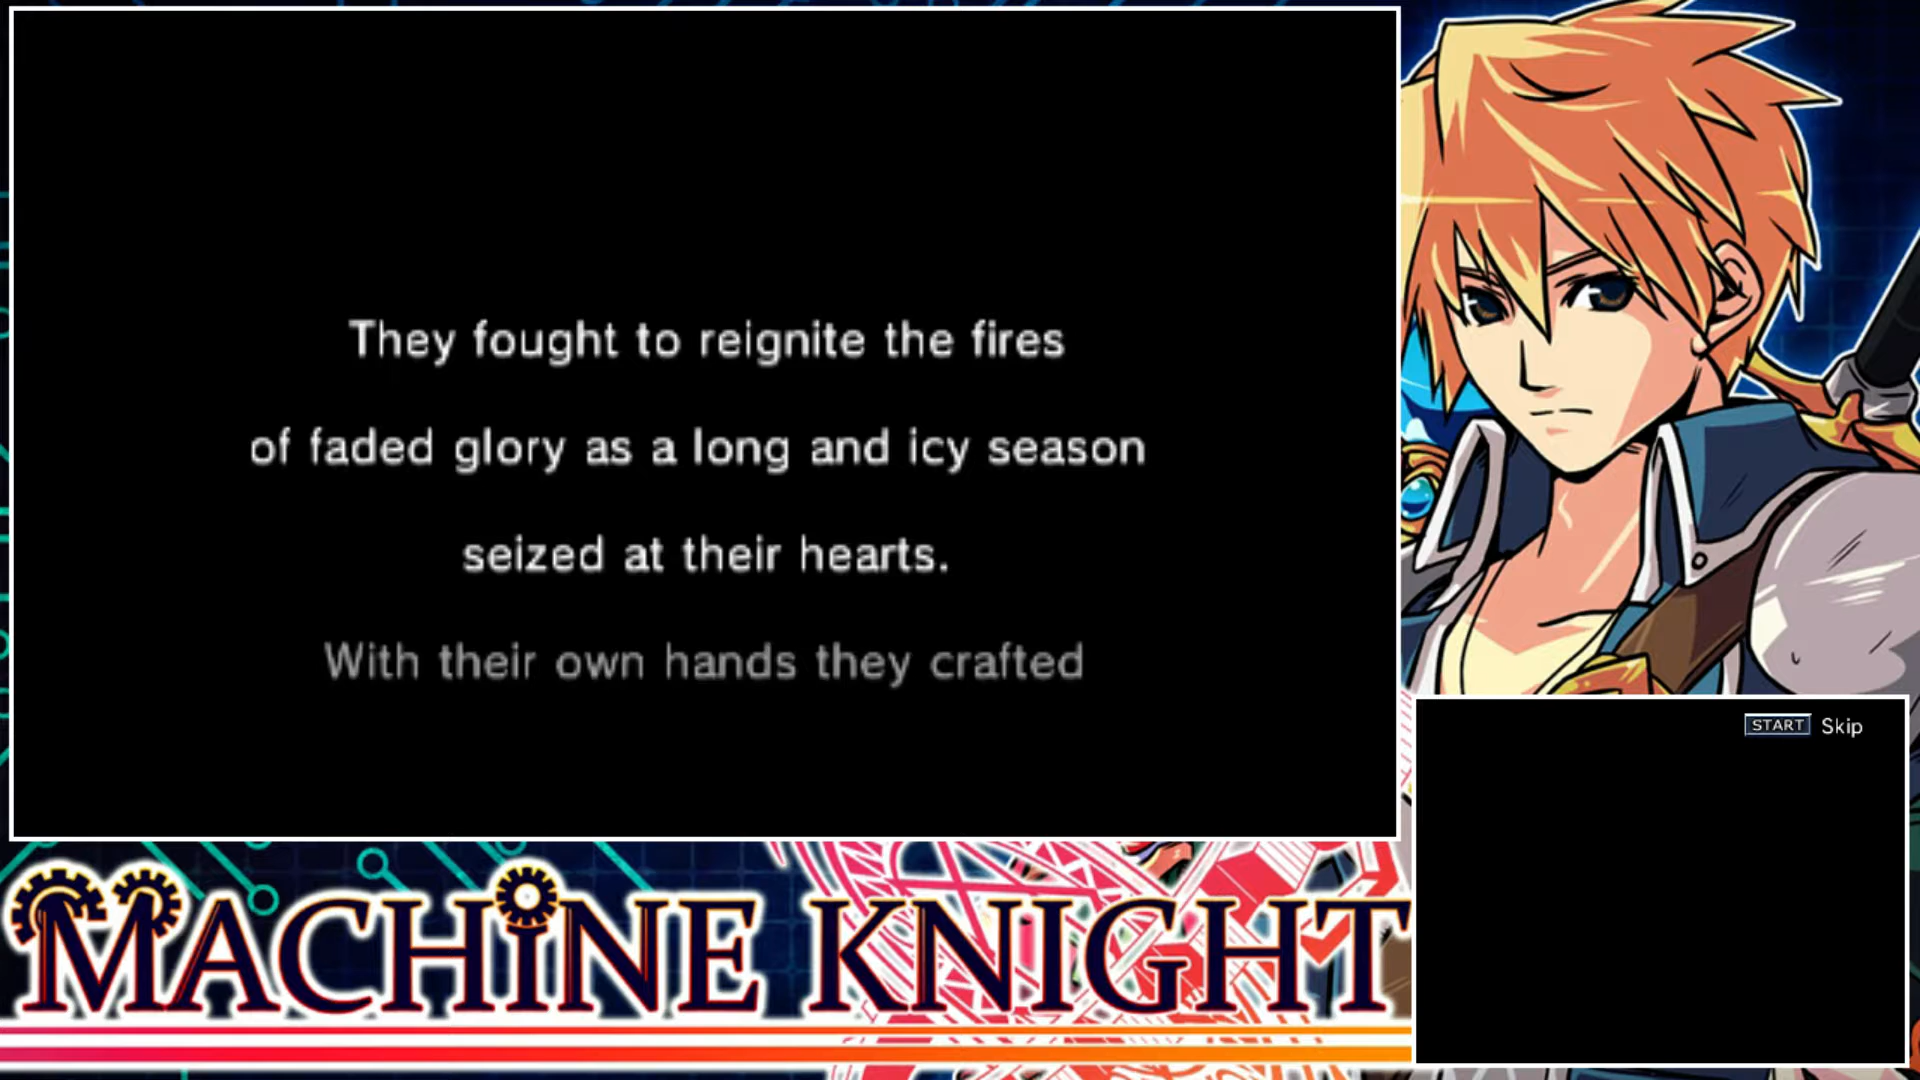 They fought to reignite the fires
of faded glory as a long and icy season
seized at their hearts.
With their own hands they crafted
START Skip
MACHINE KNIGHT